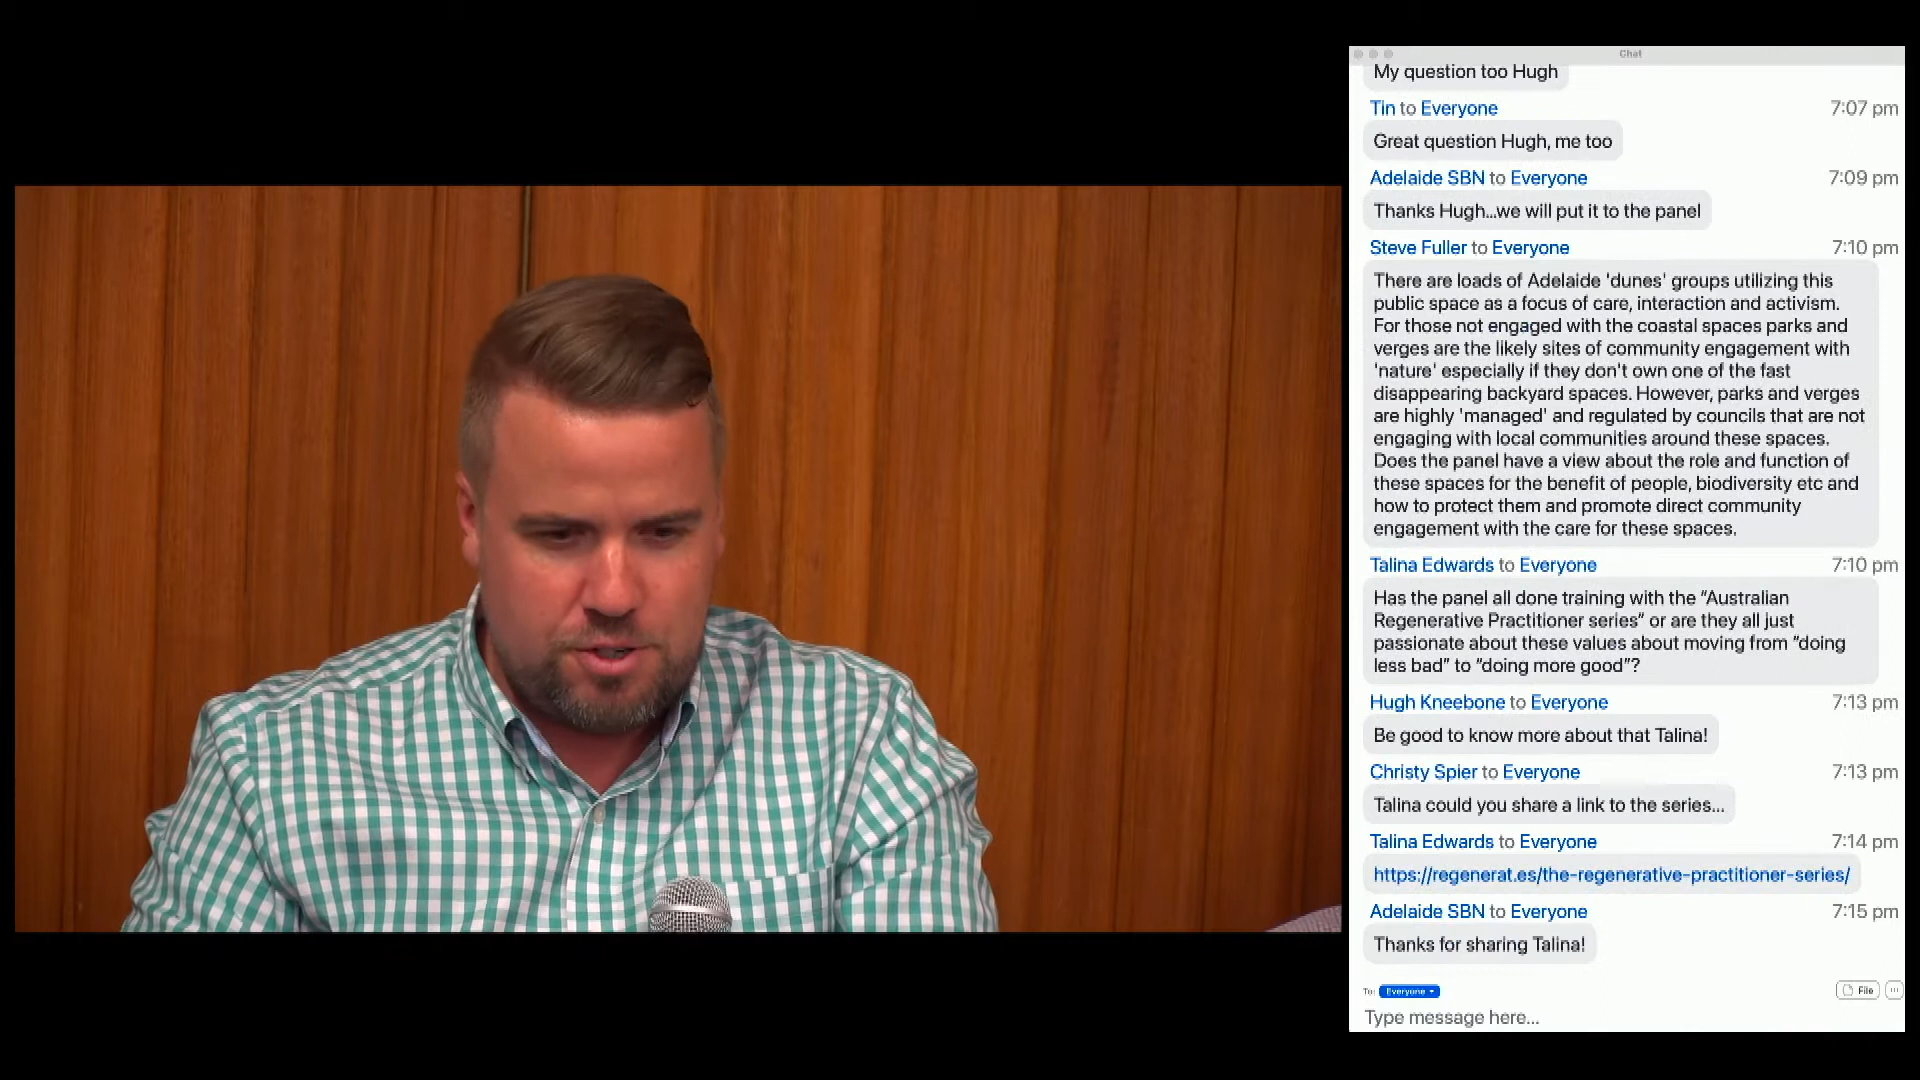 Chat
My question too Hugh
Tin to Everyone 7:07 pm
Great question Hugh, me too
Adelaide SBN to Everyone 7:09 pm
Thanks Hugh...we will put it to the panel
Steve Fuller to Everyone 7:10 pm
There are loads of Adelaide 'dunes' groups utilizing this
public space as a focus of care, interaction and activism.
For those not engaged with the coastal spaces parks and
verges are the likely sites of community engagement with
'nature' especially if they don't own one of the fast
disappearing backyard spaces. However, parks and verges
are highly 'managed' and regulated by councils that are not
engaging with local communities around these spaces.
Does the panel have a view about the role and function of
these spaces for the benefit of people, biodiversity etc and
how to protect them and promote direct community
engagement with the care for these spaces.
Talina Edwards to Everyone 7:10 pm
Has the panel all done training with the “Australian
Regenerative Practitioner series” or are they all just
passionate about these values about moving from “doing
less bad” to “doing more good”?
Hugh Kneebone to Everyone 7:13 pm
Be good to know more about that Talina!
Christy Spier to Everyone 7:13 pm
Talina could you share a link to the series...
Talina Edwards to Everyone 7:14 pm
https://regenerat.es/the-regenerative-practitioner-series/
Adelaide SBN to Everyone 7:15 pm
Thanks for sharing Talina!
To: Everyone File
Type message here...